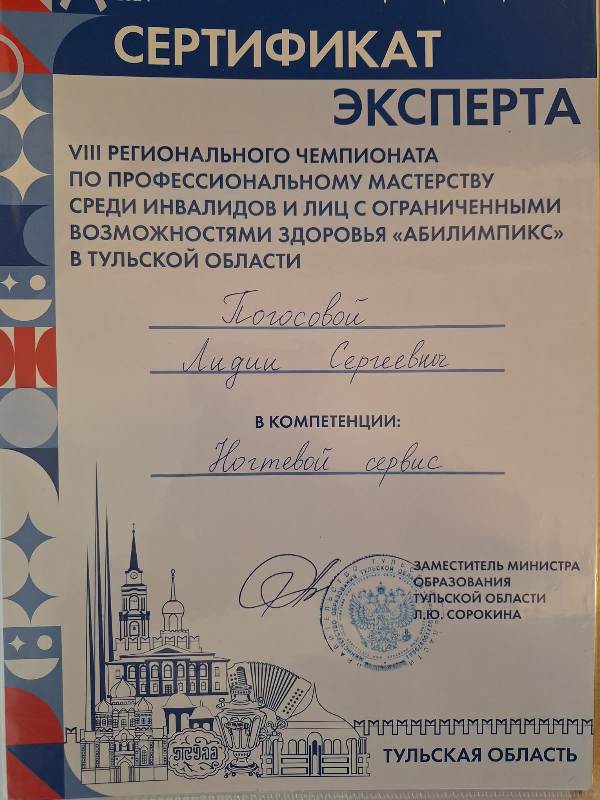 СЕРТИФИКАТ
ЭКСПЕРТА
VIII РЕГИОНАЛЬНОГО ЧЕМПИОНАТА
ПО ПРОФЕССИОНАЛЬНОМУ МАСТЕРСТВУ
СРЕДИ ИНВАЛИДОВ И ЛИЦ С ОГРАНИЧЕННЫМИ
ВОЗМОЖНОСТЯМИ ЗДОРОВЬЯ «АБИЛИМПИКС»
В ТУЛЬСКОЙ ОБЛАСТИ
Погосовой
Лидии Сергеевны
В КОМПЕТЕНЦИИ:
Ногтевой сервис
ЗАМЕСТИТЕЛЬ МИНИСТРА
ОБРАЗОВАНИЯ
ТУЛЬСКОЙ ОБЛАСТИ
Л.Ю. СОРОКИНА
ТУЛА
ТУЛЬСКАЯ ОБЛАСТЬ